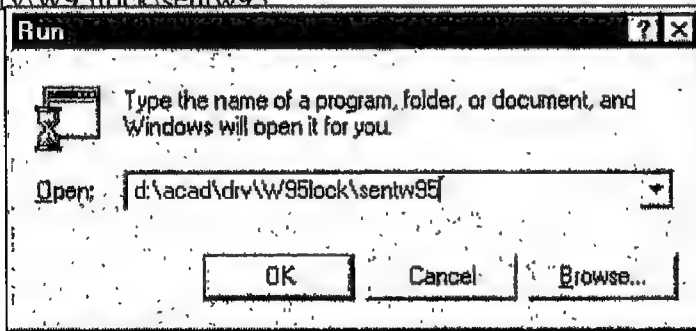 Run
Type the name of a program, folder, or document, and
Windows will open it for you.
Open: d:\acad\drv\W95lock\sentw95
OK Cancel Browse...